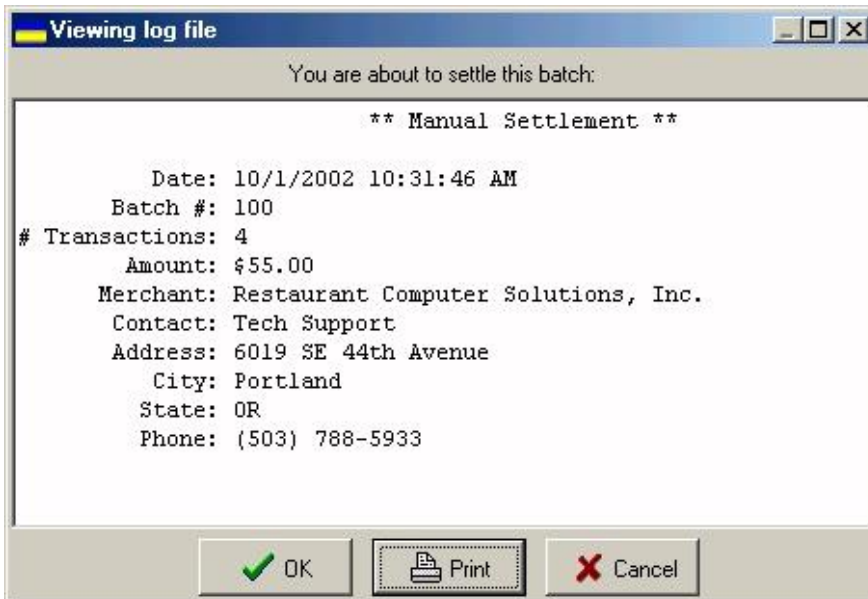 Viewing log file
You are about to settle this batch:
** Manual Settlement **
Date: 10/1/2002 10:31:46 AM
Batch #: 100
# Transactions: 4
Amount: $55.00
Merchant: Restaurant Computer Solutions, Inc.
Contact: Tech Support
Address: 6019 SE 44th Avenue
City: Portland
State: OR
Phone: (503) 788-5933
OK Print Cancel